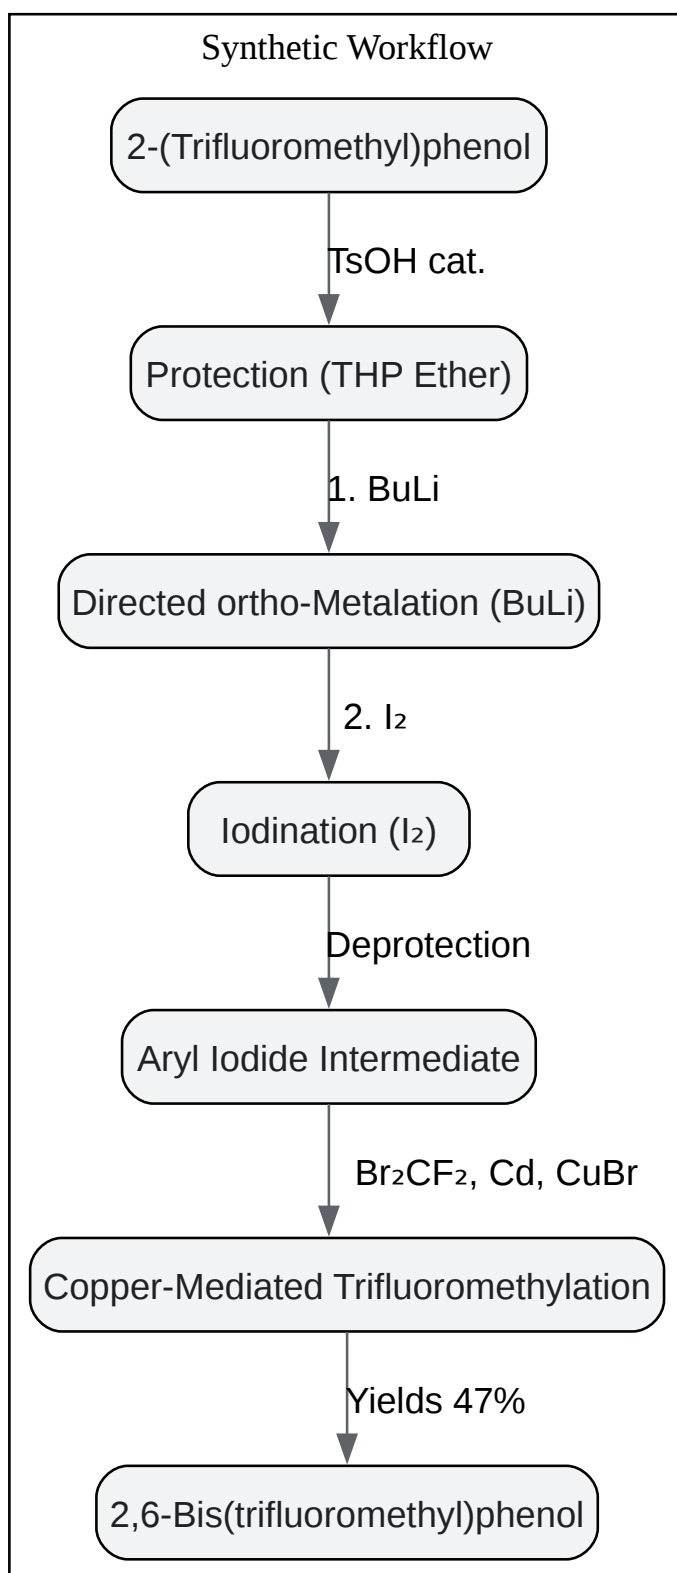 Synthetic Workflow
2-(Trifluoromethyl)phenol
TsOH cat.
Protection (THP Ether)
1. BuLi
Directed ortho-Metalation (BuLi)
2. I₂
Iodination (I₂)
Deprotection
Aryl Iodide Intermediate
Br₂CF₂, Cd, CuBr
Copper-Mediated Trifluoromethylation
Yields 47%
2,6-Bis(trifluoromethyl)phenol